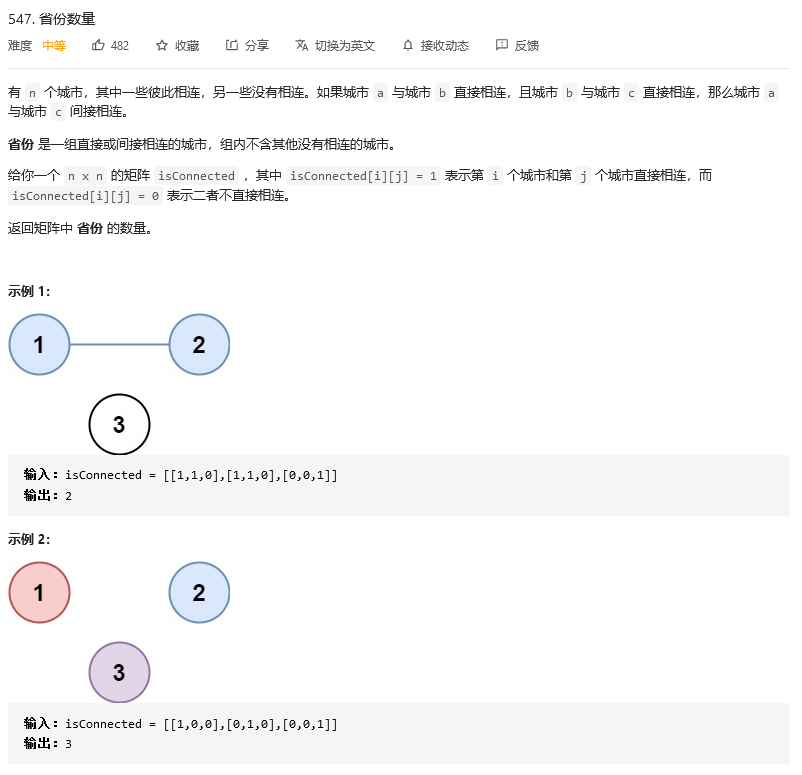 547. 省份数量
难度 中等 482 收藏 分享 切换为英文 接收动态 反馈
有 n 个城市，其中一些彼此相连，另一些没有相连。如果城市 a 与城市 b 直接相连，且城市 b 与城市 c 直接相连，那么城市 a
与城市 c 间接相连。
省份 是一组直接或间接相连的城市，组内不含其他没有相连的城市。
给你一个 n x n 的矩阵 isConnected ，其中 isConnected[i][j] = 1 表示第 i 个城市和第 j 个城市直接相连，而
isConnected[i][j] = 0 表示二者不直接相连。
返回矩阵中 省份 的数量。
示例 1：
1 2
3
输入：isConnected = [[1,1,0],[1,1,0],[0,0,1]]
输出：2
示例 2：
1 2
3
输入：isConnected = [[1,0,0],[0,1,0],[0,0,1]]
输出：3